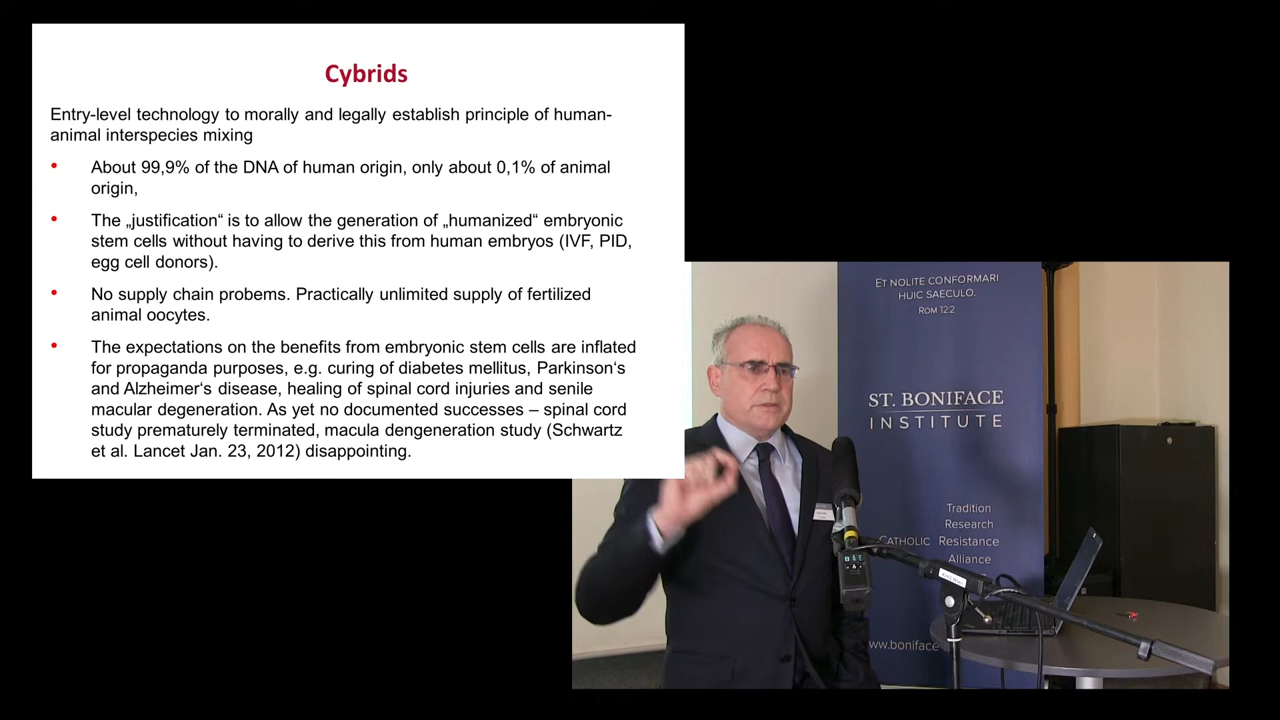 Cybrids
Entry-level technology to morally and legally establish principle of human-
animal interspecies mixing
• About 99,9% of the DNA of human origin, only about 0,1% of animal
origin,
• The „justification“ is to allow the generation of „humanized“ embryonic
stem cells without having to derive this from human embryos (IVF, PID,
egg cell donors).
• No supply chain probems. Practically unlimited supply of fertilized
animal oocytes.
• The expectations on the benefits from embryonic stem cells are inflated
for propaganda purposes, e.g. curing of diabetes mellitus, Parkinson‘s
and Alzheimer‘s disease, healing of spinal cord injuries and senile
macular degeneration. As yet no documented successes – spinal cord
study prematurely terminated, macula dengeneration study (Schwartz
et al. Lancet Jan. 23, 2012) disappointing.
Et nolite conformari
huic saeculo.
Rom 12:2
ST. BONIFACE
INSTITUTE
Tradition
Research
Catholic Resistance
Alliance
ww.boniface